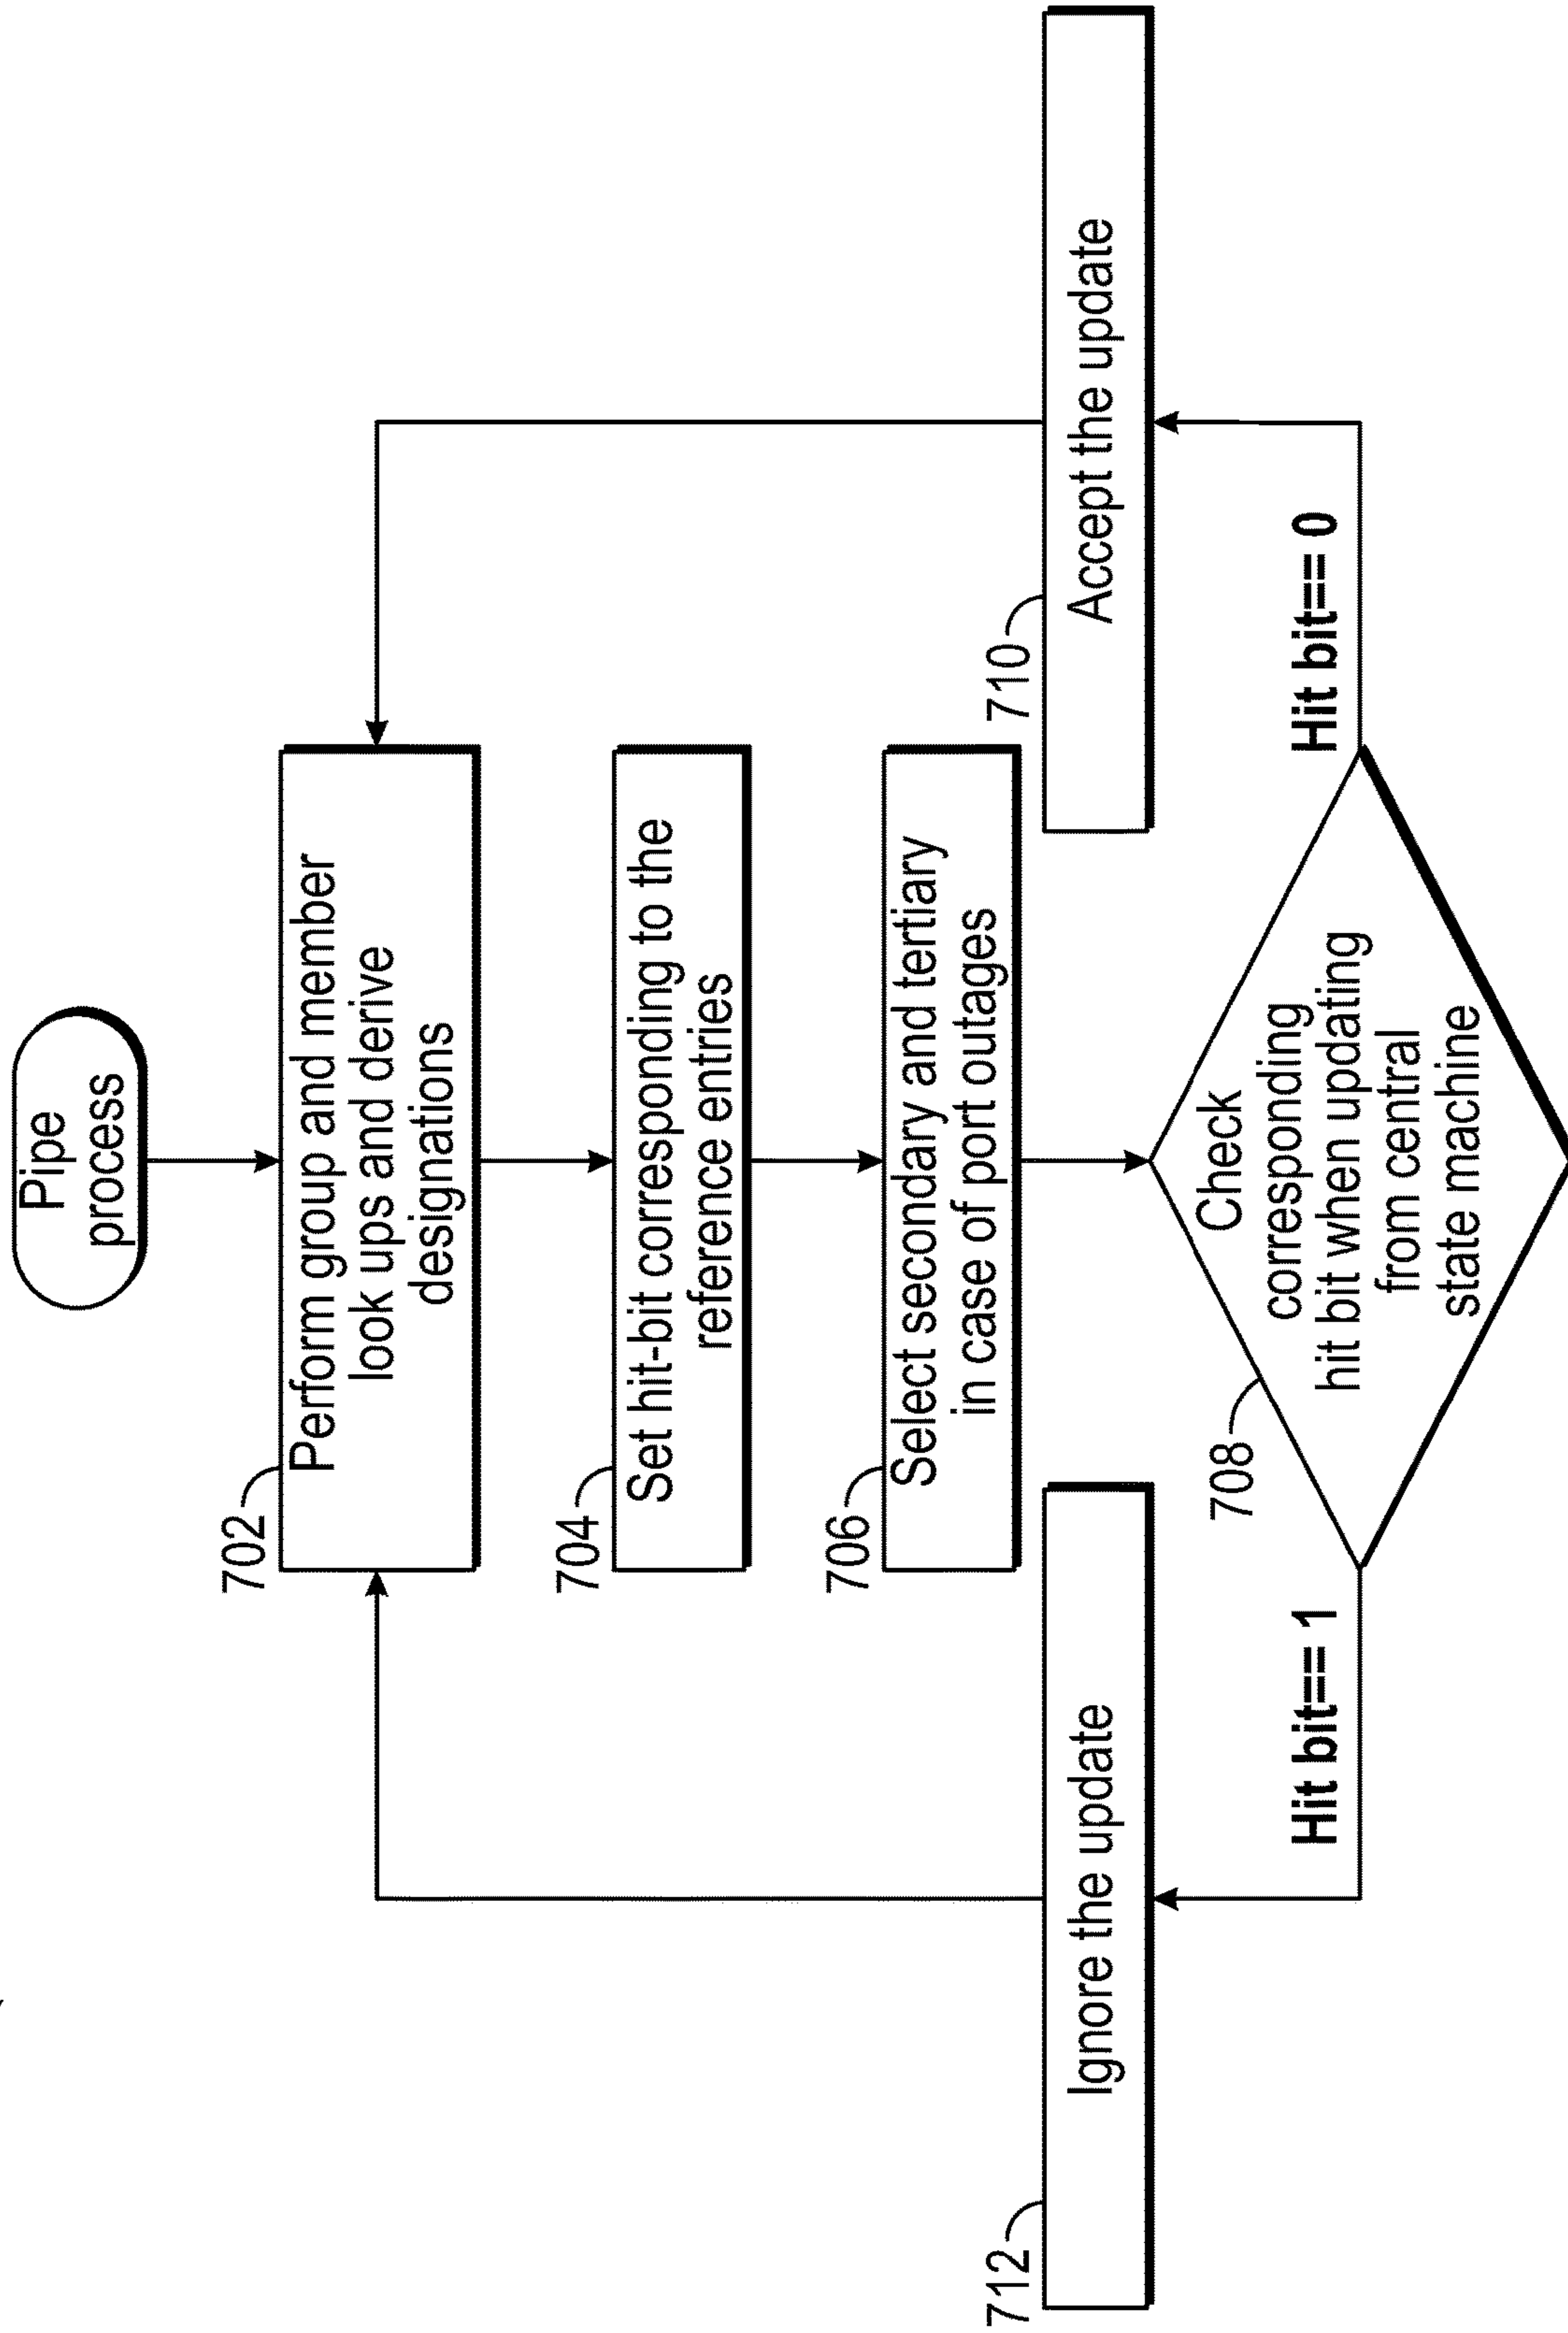 Pipe
process
702
Perform group and member
look ups and derive
designations
704
Set hit-bit corresponding to the
reference entries
706
Select secondary and tertiary
in case of port outages
712
Ignore the update
710
Accept the update
708
Check
corresponding
hit bit when updating
from central
state machine
Hit bit== 1
Hit bit== 0